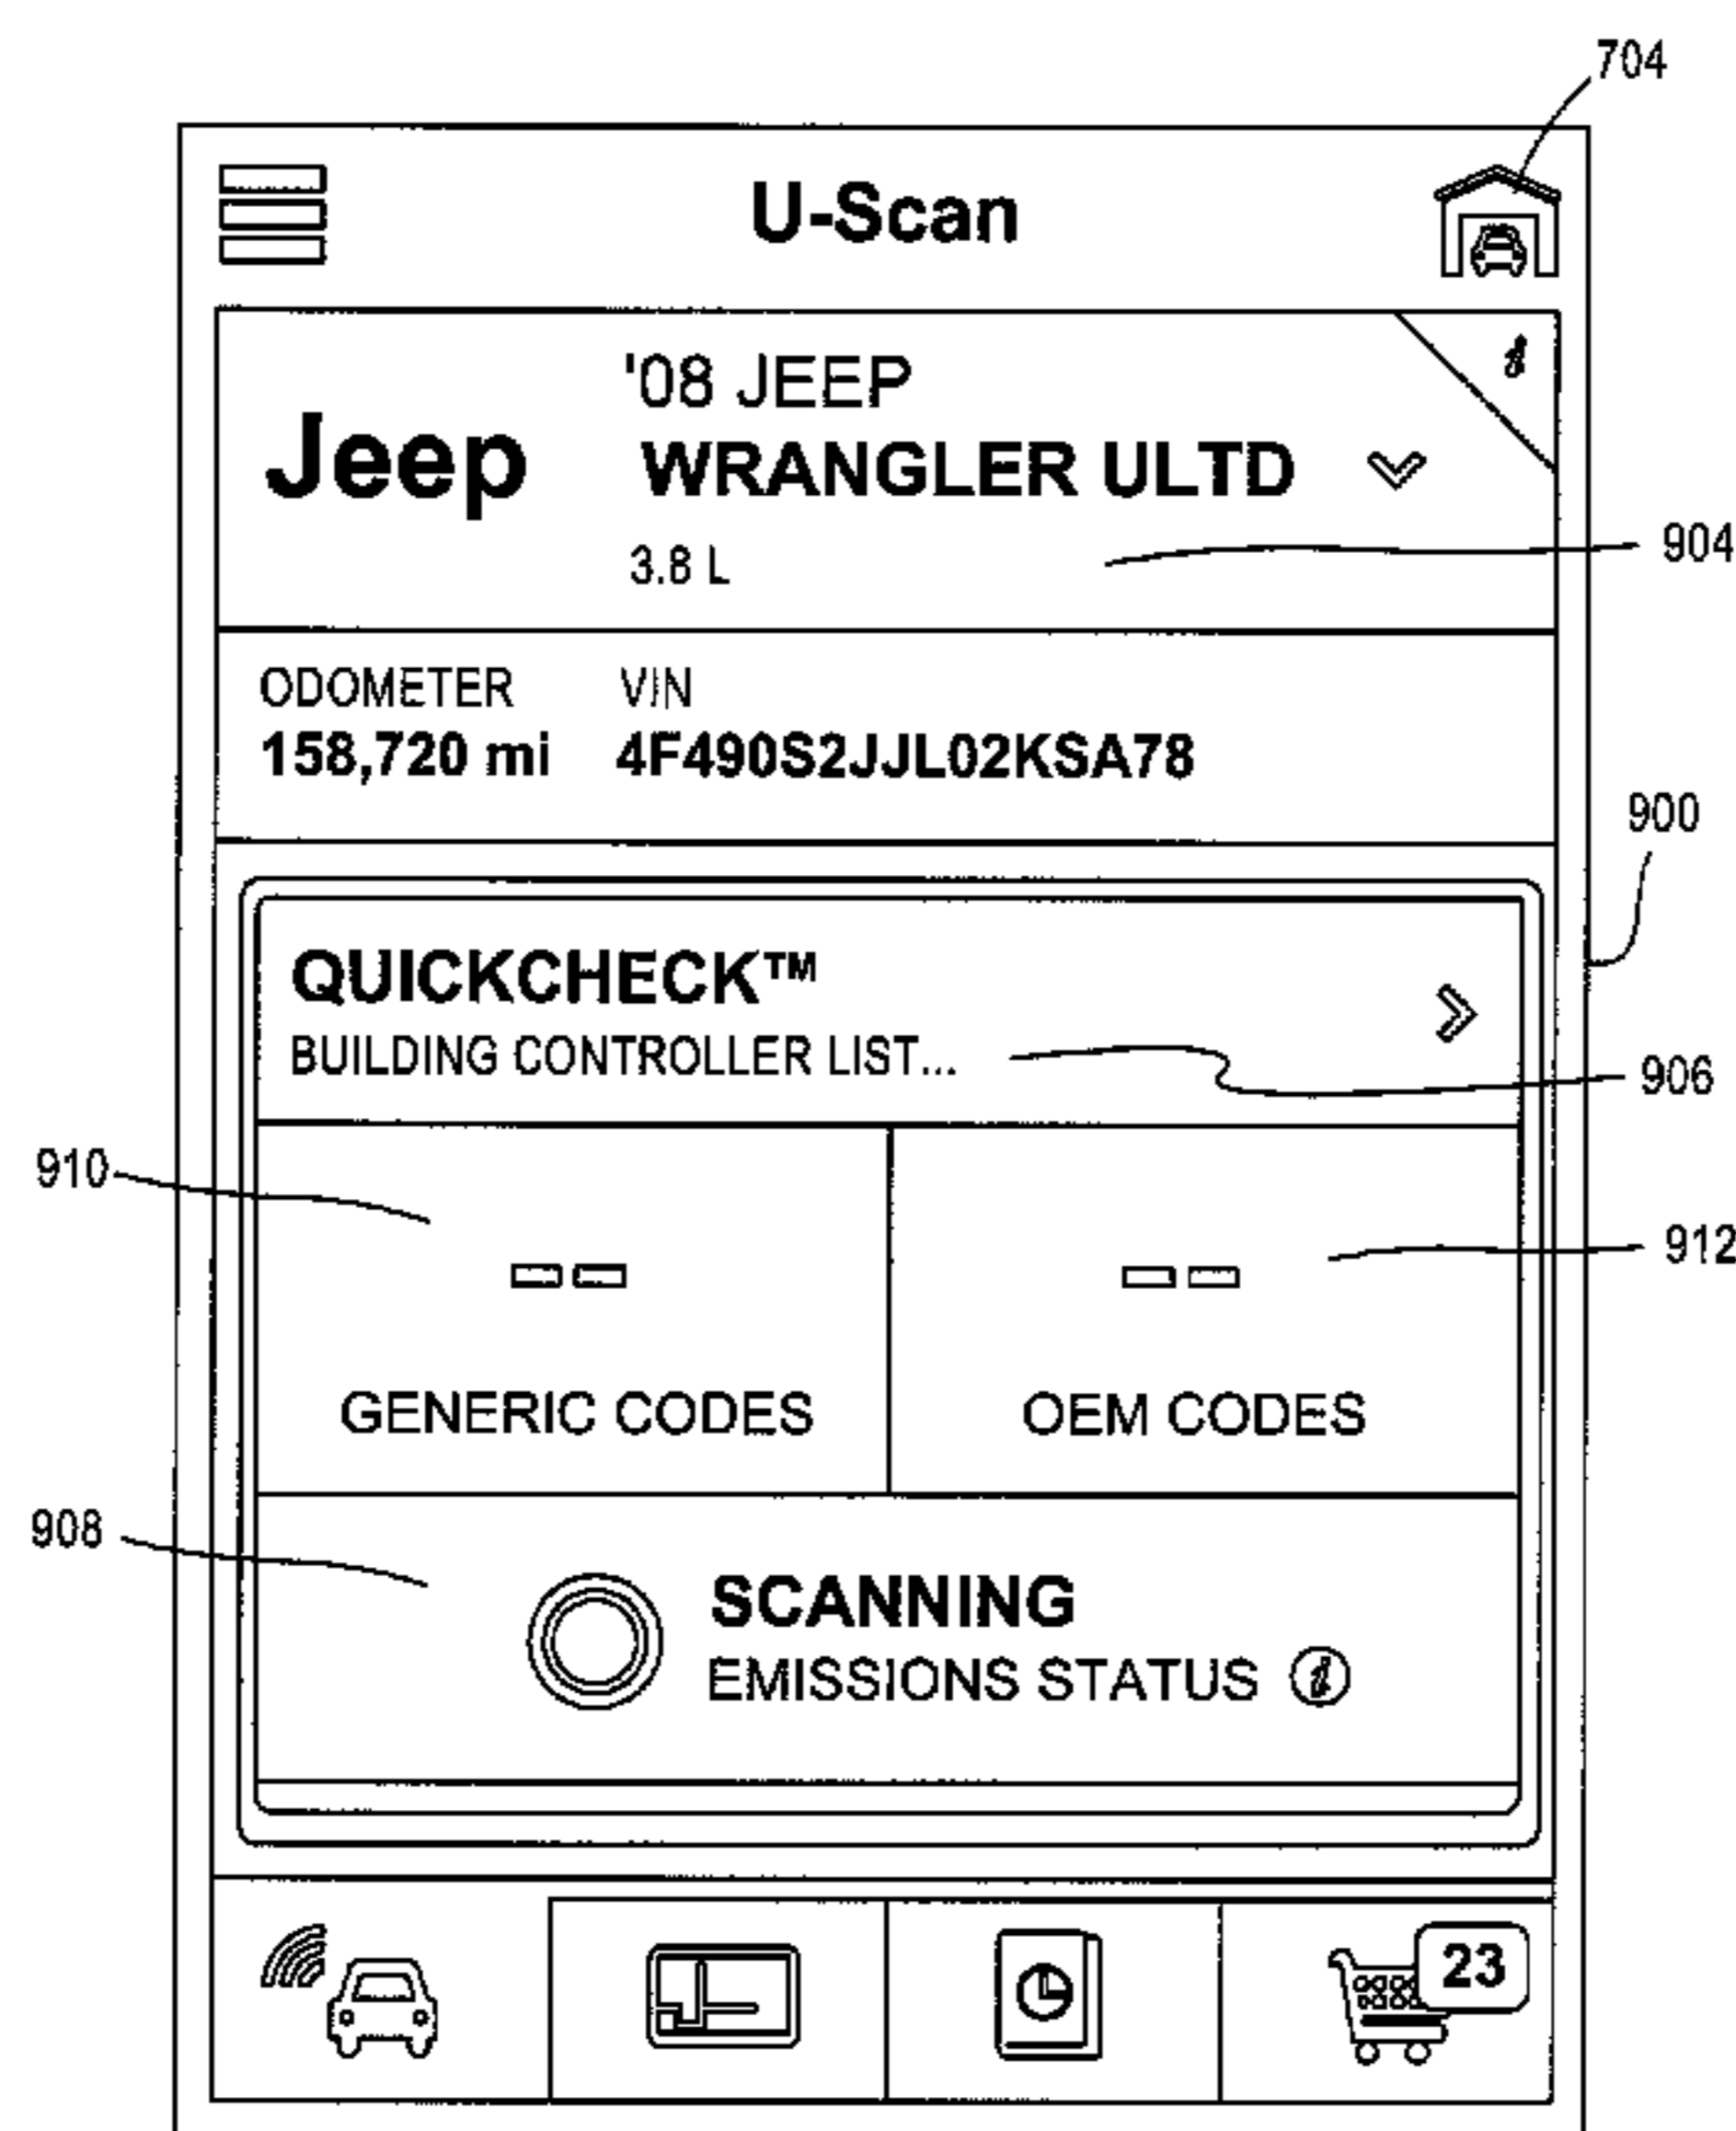 704
U-Scan
i
'08 JEEP
Jeep
WRANGLER ULTD
904
3.8 L
ODOMETER VIN
158,720 mi 4F490S2JJL02KSA78
900
QUICKCHECK™
BUILDING CONTROLLER LIST...
906
910
912
-- --
GENERIC CODES OEM CODES
908
SCANNING
EMISSIONS STATUS i
23